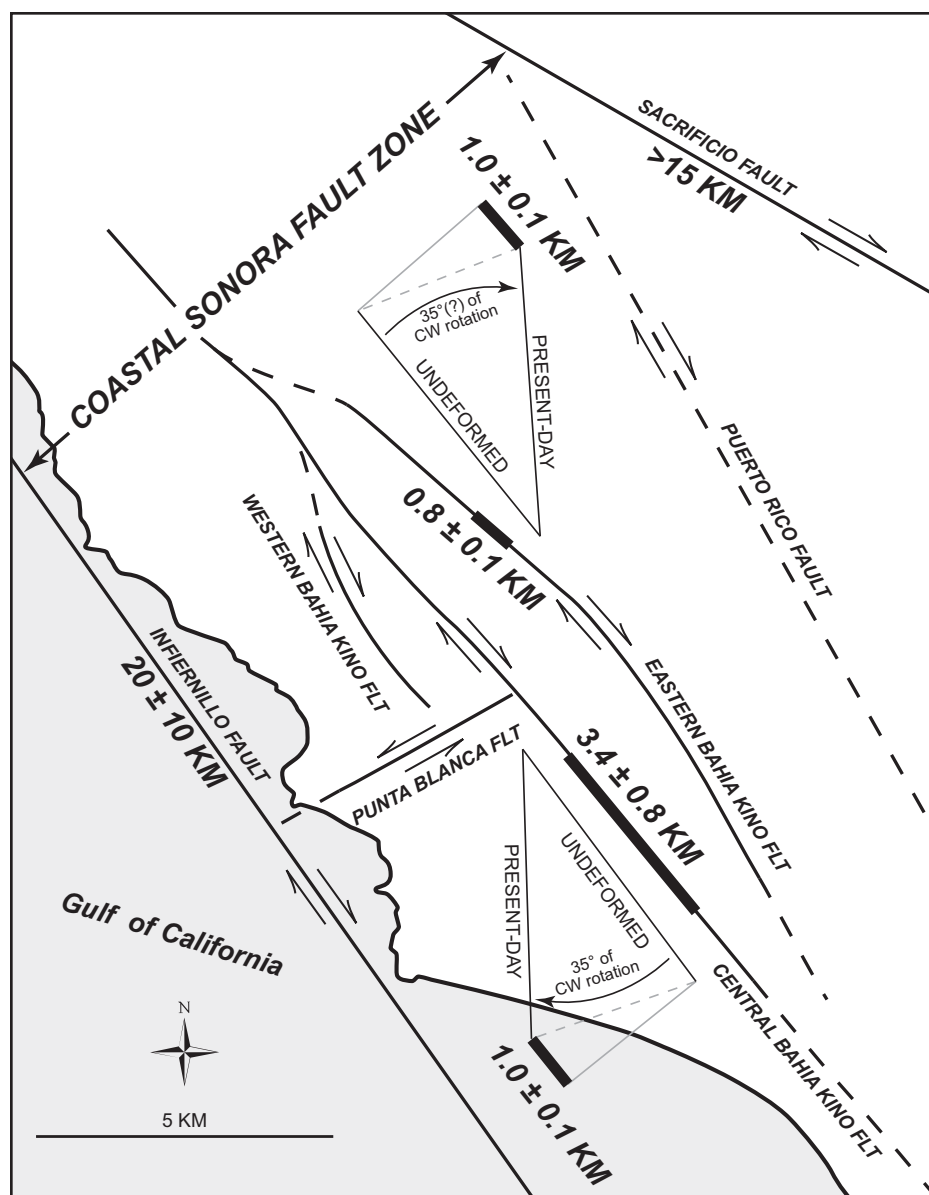 SACRIFICIO FAULT
>15 KM
COASTAL SONORA FAULT ZONE
1.0 ± 0.1 KM
35°(?) of
CW rotation
UNDEFORMED
PRESENT-DAY
PUERTO RICO FAULT
0.8 ± 0.1 KM
WESTERN BAHIA KINO FLT
EASTERN BAHIA KINO FLT
INFIERNILLO FAULT
20 ± 10 KM
PUNTA BLANCA FLT
3.4 ± 0.8 KM
PRESENT-DAY
UNDEFORMED
35° of
CW rotation
Gulf of California
CENTRAL BAHIA KINO FLT
1.0 ± 0.1 KM
N
5 KM